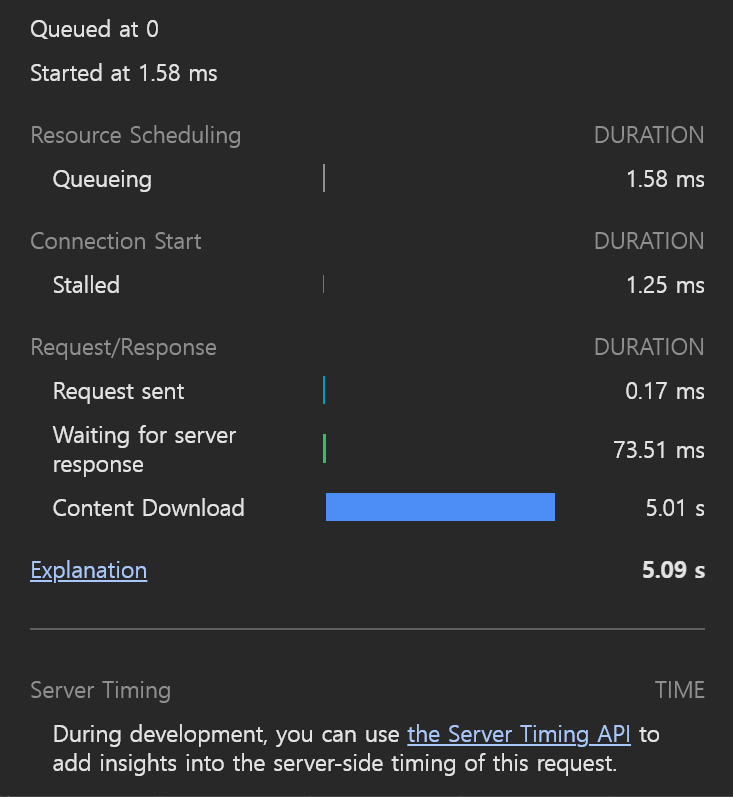 Queued at 0
Started at 1.58 ms
Resource Scheduling DURATION
Queueing 1.58 ms
Connection Start DURATION
Stalled 1.25 ms
Request/Response DURATION
Request sent 0.17 ms
Waiting for server
response 73.51 ms
Content Download 5.01 s
Explanation 5.09 s
Server Timing TIME
During development, you can use the Server Timing API to
add insights into the server-side timing of this request.